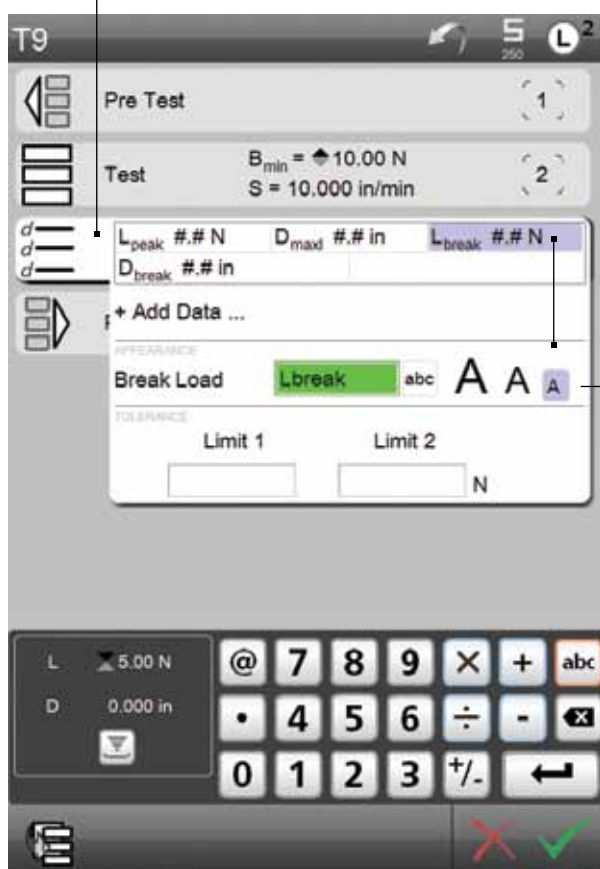 T9 S 250 L 2
Pre Test 1
Test Bmin = 10.00 N 2
S = 10.000 in/min
d Lpeak #.# N Dmaxl #.# in Lbreak #.# N
d Dbreak #.# in
d
+ Add Data ...
APPEARANCE
Break Load Lbreak abc A A A
TOLERANCE
Limit 1 Limit 2
N
L 5.00 N @ 7 8 9 × + abc
D 0.000 in • 4 5 6 ÷ -
0 1 2 3 +/-